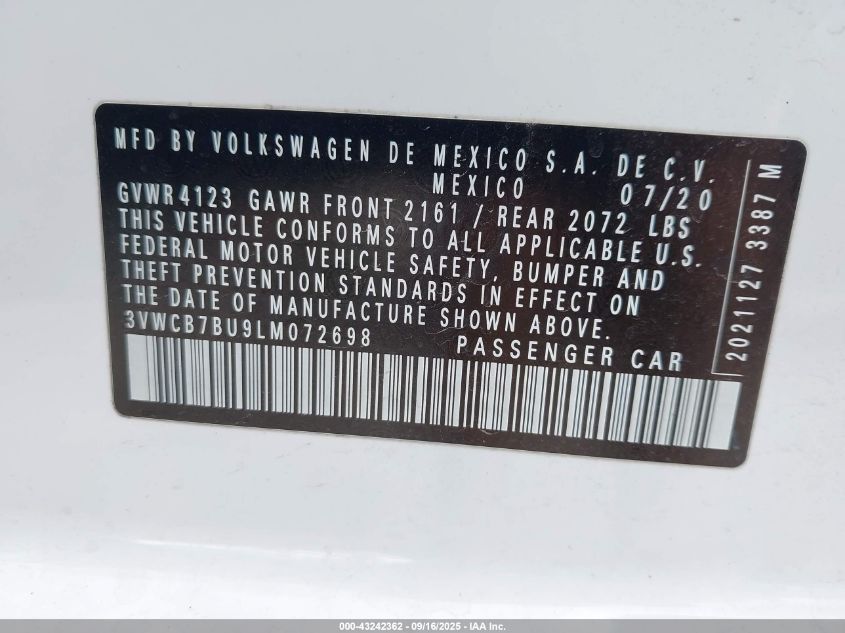 MFD BY VOLKSWAGEN DE MEXICO S.A. DE C.V.
MEXICO 07/20
GVWR 4123 GAWR FRONT 2161 / REAR 2072 LBS
THIS VEHICLE CONFORMS TO ALL APPLICABLE U.S.
FEDERAL MOTOR VEHICLE SAFETY, BUMPER AND
THEFT PREVENTION STANDARDS IN EFFECT ON
THE DATE OF MANUFACTURE SHOWN ABOVE.
3VWCB7BU9LM072698 PASSENGER CAR
2021127 3387 M
000-43242362 - 09/16/2025 - IAA Inc.